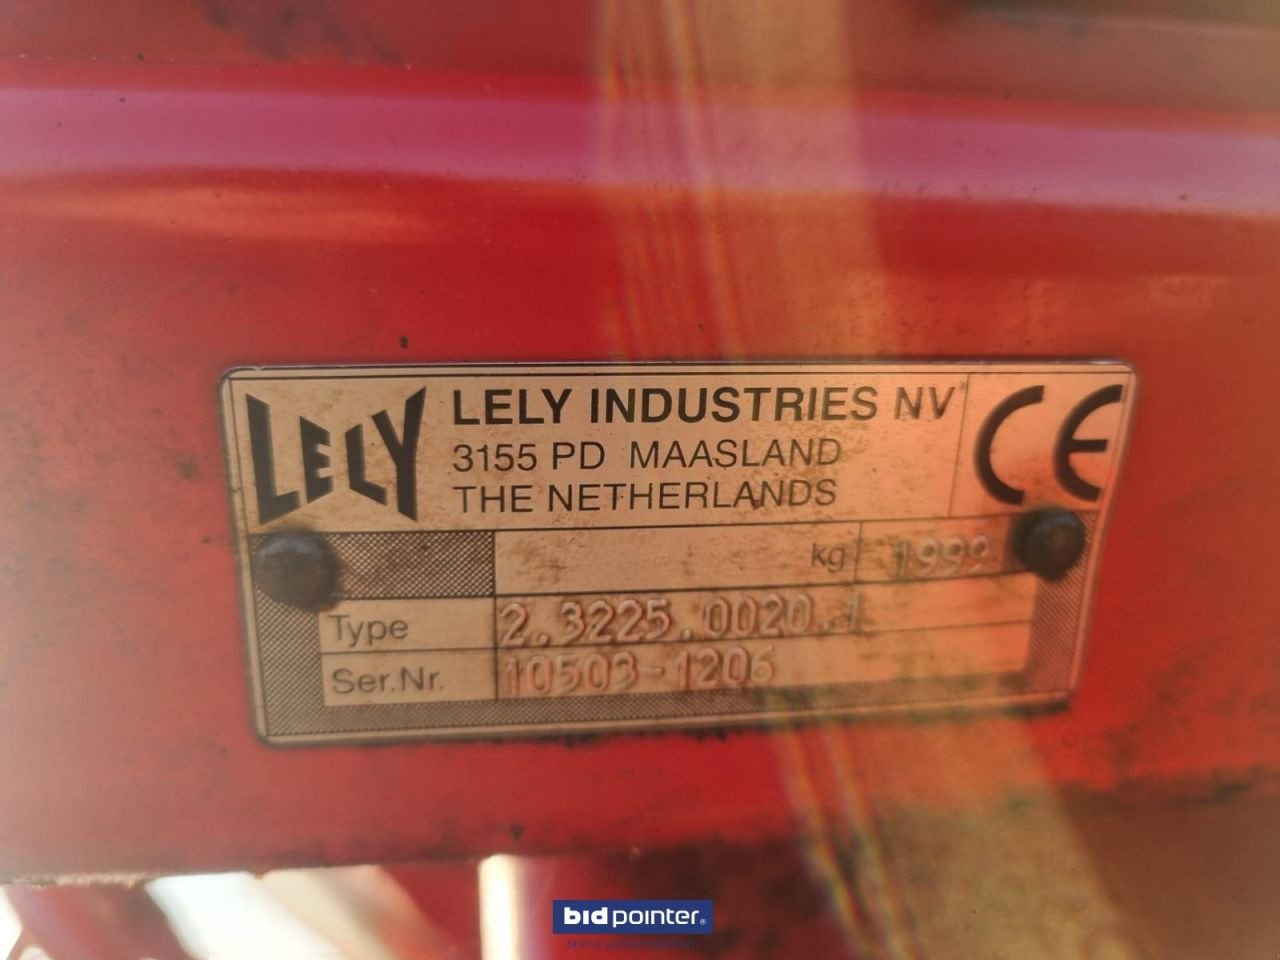 LELY
LELY INDUSTRIES NV
3155 PD MAASLAND
THE NETHERLANDS
CE
kg 1999
Type 2.3225.0020.1
Ser.Nr. 10503-1206
bidpointer®